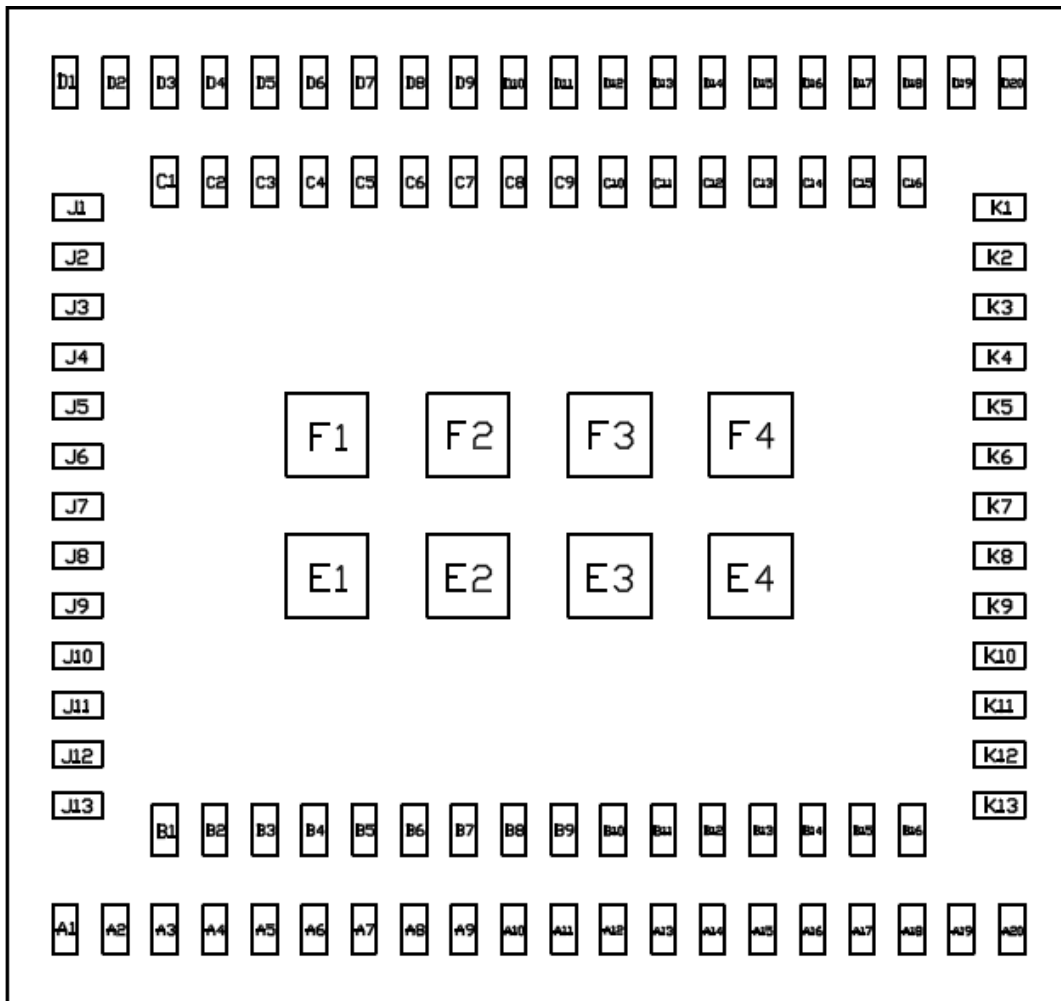 D1 D2 D3 D4 D5 D6 D7 D8 D9 D10 D11 D12 D13 D14 D15 D16 D17 D18 D19 D20
C1 C2 C3 C4 C5 C6 C7 C8 C9 C10 C11 C12 C13 C14 C15 C16
J1 K1
J2 K2
J3 K3
J4 K4
J5 K5
F1 F2 F3 F4
J6 K6
J7 K7
J8 K8
E1 E2 E3 E4
J9 K9
J10 K10
J11 K11
J12 K12
J13 K13
B1 B2 B3 B4 B5 B6 B7 B8 B9 B10 B11 B12 B13 B14 B15 B16
A1 A2 A3 A4 A5 A6 A7 A8 A9 A10 A11 A12 A13 A14 A15 A16 A17 A18 A19 A20